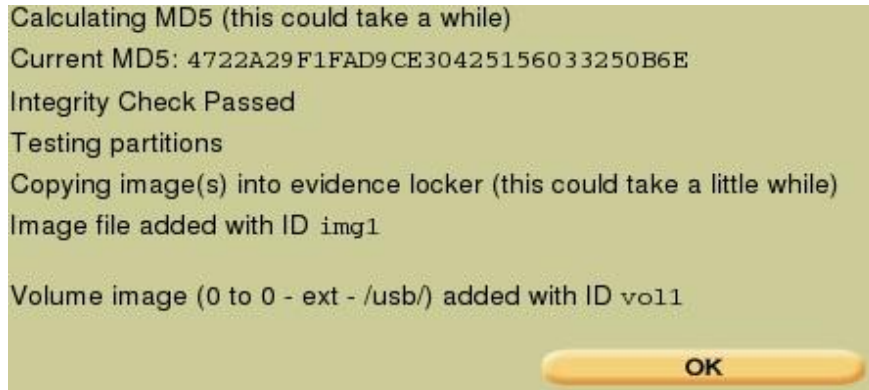 Calculating MD5 (this could take a while)
Current MD5: 4722A29F1FAD9CE30425156033250B6E
Integrity Check Passed
Testing partitions
Copying image(s) into evidence locker (this could take a little while)
Image file added with ID img1
Volume image (0 to 0 - ext - /usb/) added with ID vol1
OK